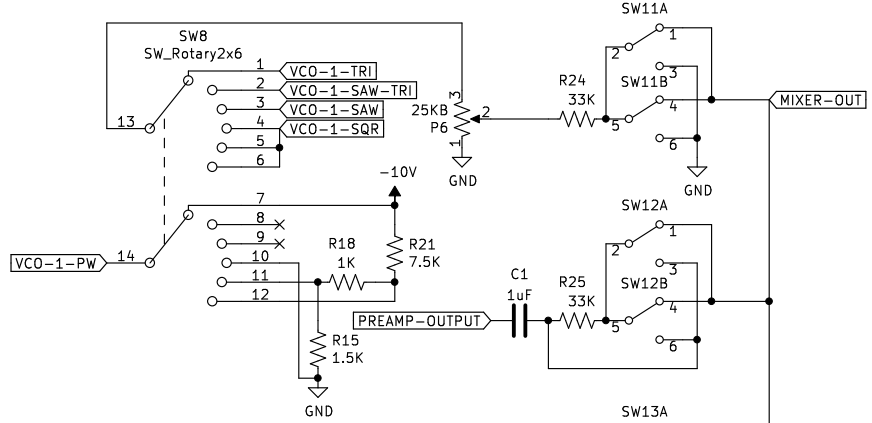 SW11A
SW8
SW_Rotary2x6
1
2
3
SW11B
1
VCO-1-TRI
2
VCO-1-SAW-TRI
3
VCO-1-SAW
4
VCO-1-SQR
5
6
13
3
25KB
P6
2
1
GND
R24
33K
4
5
6
MIXER-OUT
GND
-10V
SW12A
7
8
9
10
11
12
14
VCO-1-PW
R18
1K
R21
7.5K
R15
1.5K
GND
C1
1uF
PREAMP-OUTPUT
R25
33K
1
2
3
SW12B
4
5
6
SW13A